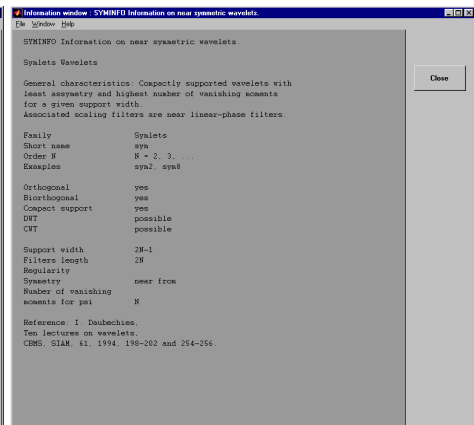 Information window : SYMINFO Information on near symmetric wavelets.
File Window Help
SYMINFO Information on near symmetric wavelets.
Symlets Wavelets
General characteristics: Compactly supported wavelets with
least assymetry and highest number of vanishing moments
for a given support width.
Associated scaling filters are near linear-phase filters.
Family Symlets
Short name sym
Order N N = 2, 3, ...
Examples sym2, sym8
Orthogonal yes
Biorthogonal yes
Compact support yes
DWT possible
CWT possible
Support width 2N-1
Filters length 2N
Regularity
Symmetry near from
Number of vanishing
moments for psi N
Reference: I. Daubechies,
Ten lectures on wavelets,
CBMS, SIAM, 61, 1994, 198-202 and 254-256.
Close